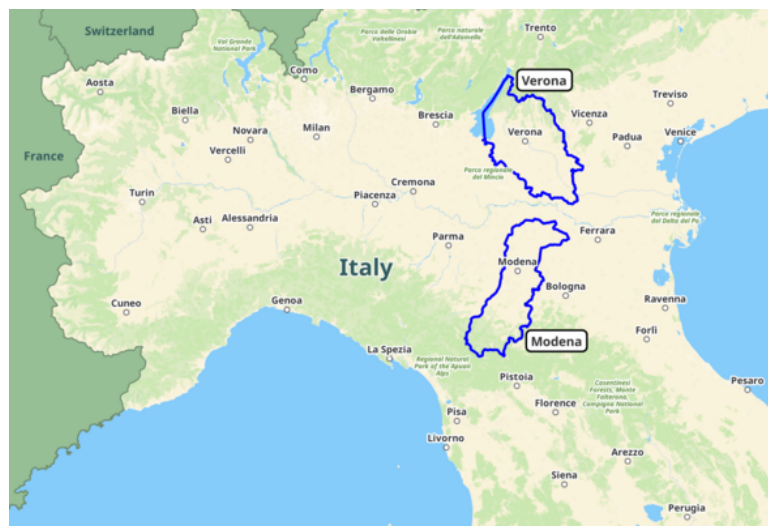 Switzerland
Val Grande
National Park
Parco delle Orobie
Valtellinesi
Parco naturale
dell'Adamello
Trento
Aosta
Como
Bergamo
Verona
Treviso
Biella
Novara
Milan
Brescia
Verona
Vicenza
Padua
Venice
France
Vercelli
Parco regionale
del Mincio
Turin
Piacenza
Cremona
Asti
Alessandria
Parma
Ferrara
Parco regionale
del Delta del Po
Italy
Modena
Bologna
Cuneo
Genoa
Ravenna
Forlì
Modena
La Spezia
Regional Natural
Park of the Apuan
Alps
Pistoia
Casentinesi
Forests, Monte
Falterona,
Campigna National
Park
Pesaro
Pisa
Florence
Livorno
Arezzo
Siena
Perugia